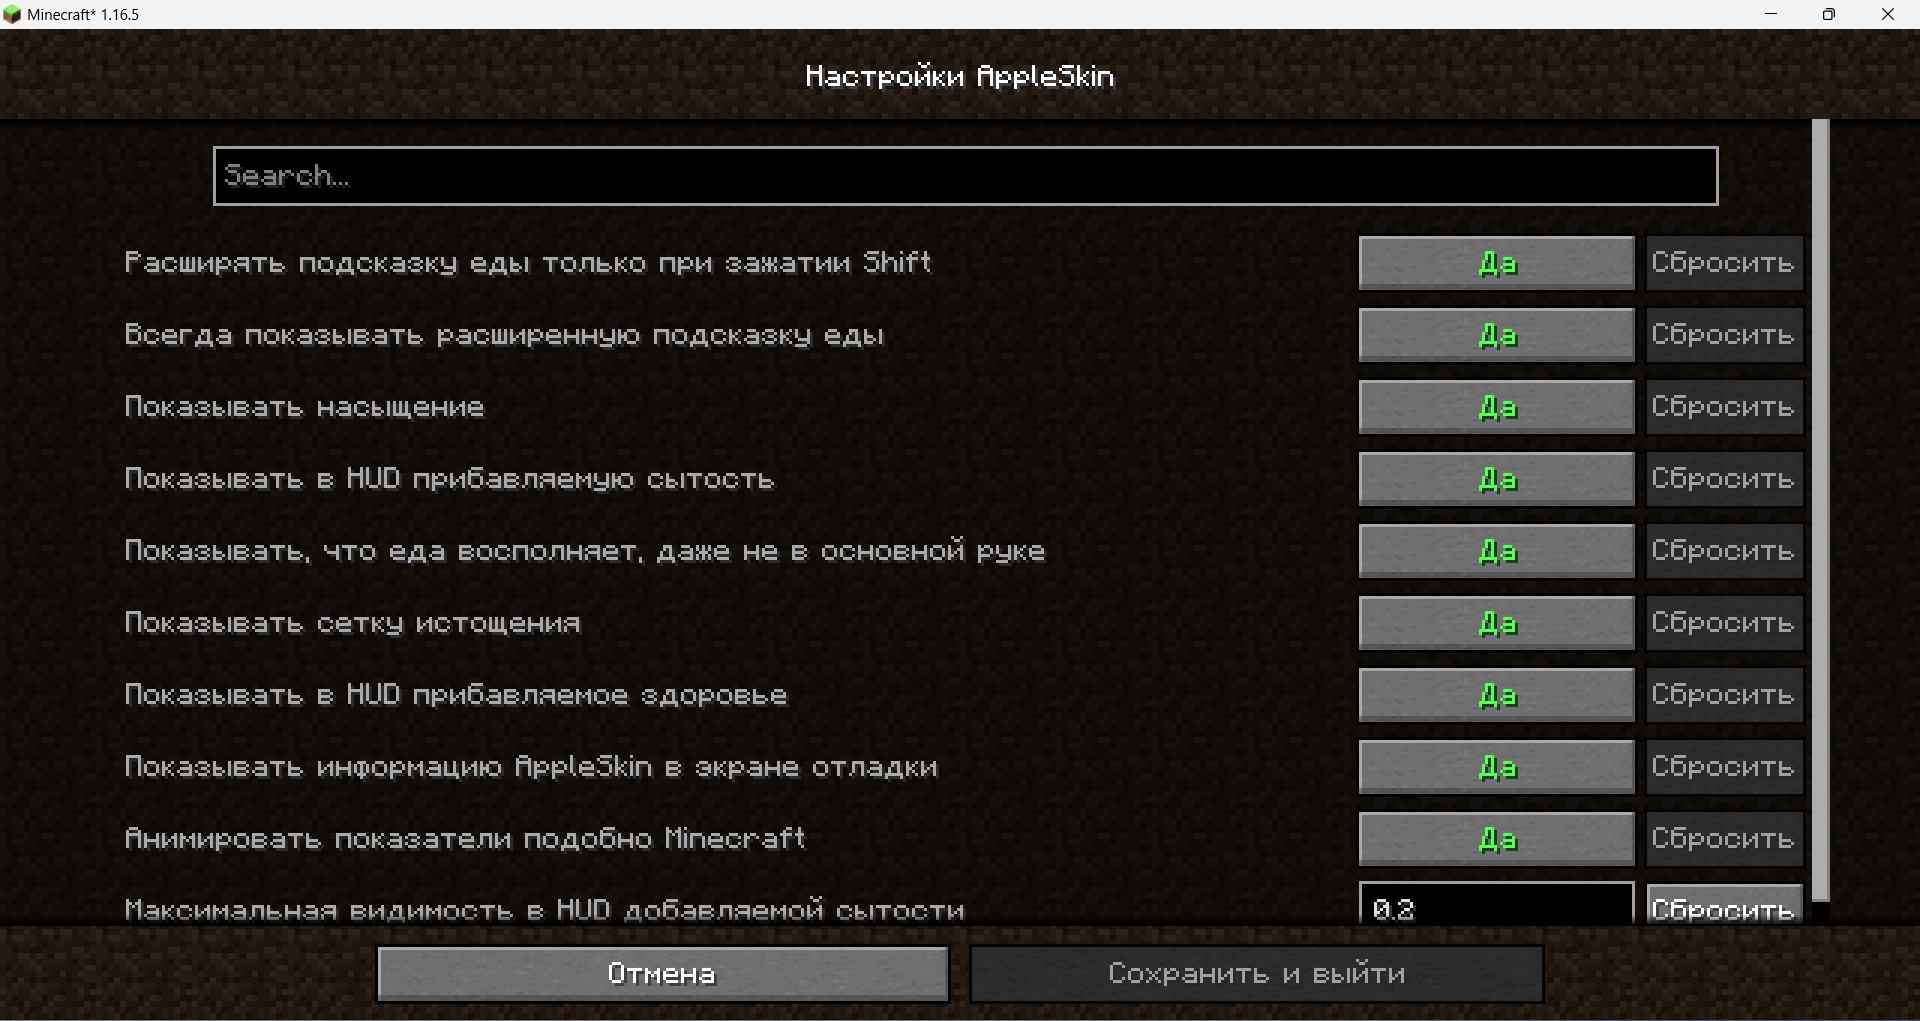 Minecraft* 1.16.5
Настройки AppleSkin
Search...
Расширять подсказку еды только при зажатии Shift Да Сбросить
Всегда показывать расширенную подсказку еды Да Сбросить
Показывать насыщение Да Сбросить
Показывать в HUD прибавляемую сытость Да Сбросить
Показывать, что еда восполняет, даже не в основной руке Да Сбросить
Показывать сетку истощения Да Сбросить
Показывать в HUD прибавляемое здоровье Да Сбросить
Показывать информацию AppleSkin в экране отладки Да Сбросить
Анимировать показатели подобно Minecraft Да Сбросить
Максимальная видимость в HUD добавляемой сытости 0.2 Сбросить
Отмена Сохранить и выйти